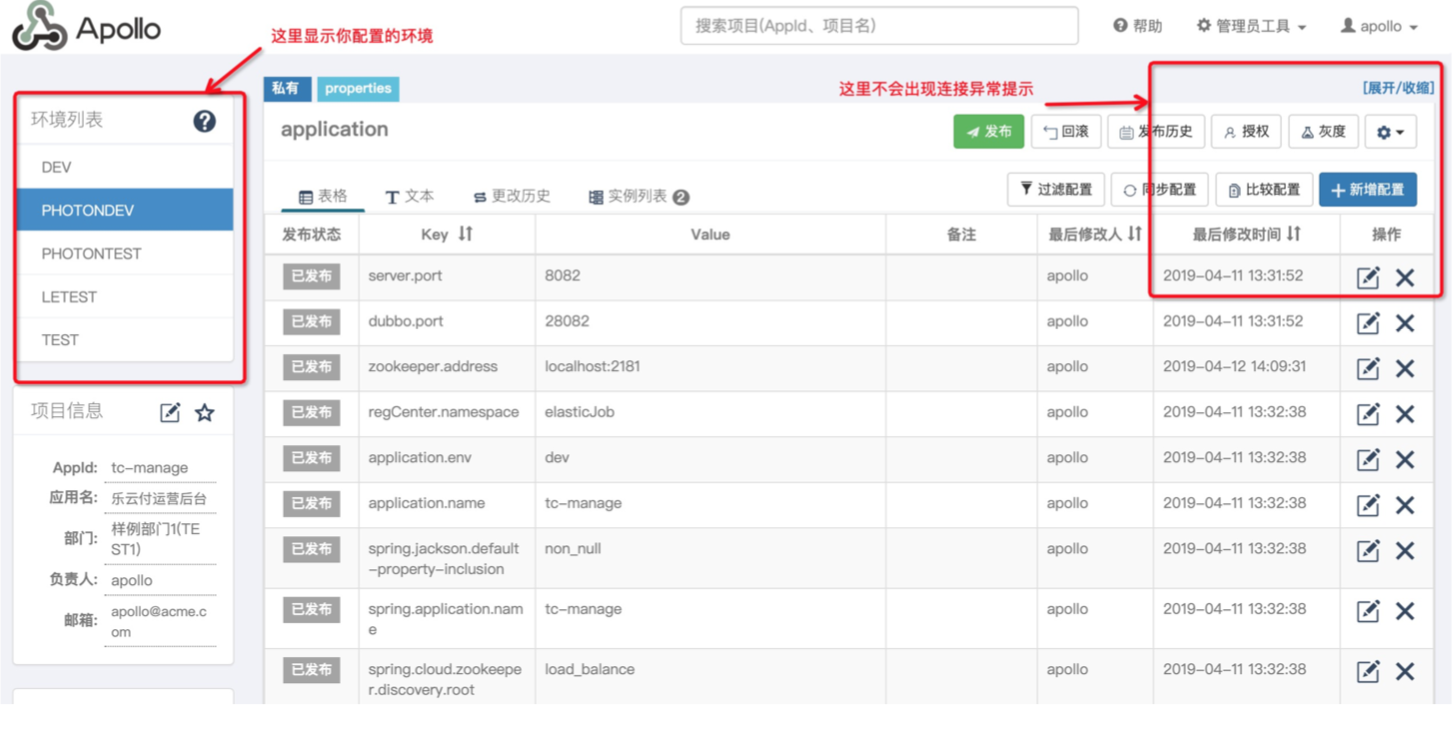 Apollo
这里显示你配置的环境
搜索项目(AppId、项目名)
帮助
管理员工具
apollo
环境列表
DEV
PHOTONDEV
PHOTONTEST
LETEST
TEST
项目信息
AppId: tc-manage
应用名: 乐云付运营后台
部门: 样例部门1(TE
ST1)
负责人: apollo
邮箱: apollo@acme.c
om
私有 properties
这里不会出现连接异常提示
[展开/收缩]
application
发布 回滚 发布历史 授权 灰度
表格 文本 更改历史 实例列表 2
过滤配置 同步配置 比较配置 新增配置
发布状态 Key Value 备注 最后修改人 最后修改时间 操作
已发布 server.port 8082 apollo 2019-04-11 13:31:52
已发布 dubbo.port 28082 apollo 2019-04-11 13:31:52
已发布 zookeeper.address localhost:2181 apollo 2019-04-12 14:09:31
已发布 regCenter.namespace elasticJob apollo 2019-04-11 13:32:38
已发布 application.env dev apollo 2019-04-11 13:32:38
已发布 application.name tc-manage apollo 2019-04-11 13:32:38
已发布 spring.jackson.default non_null apollo 2019-04-11 13:32:38
-property-inclusion
已发布 spring.application.nam tc-manage apollo 2019-04-11 13:32:38
e
已发布 spring.cloud.zookeepe load_balance apollo 2019-04-11 13:32:38
r.discovery.root